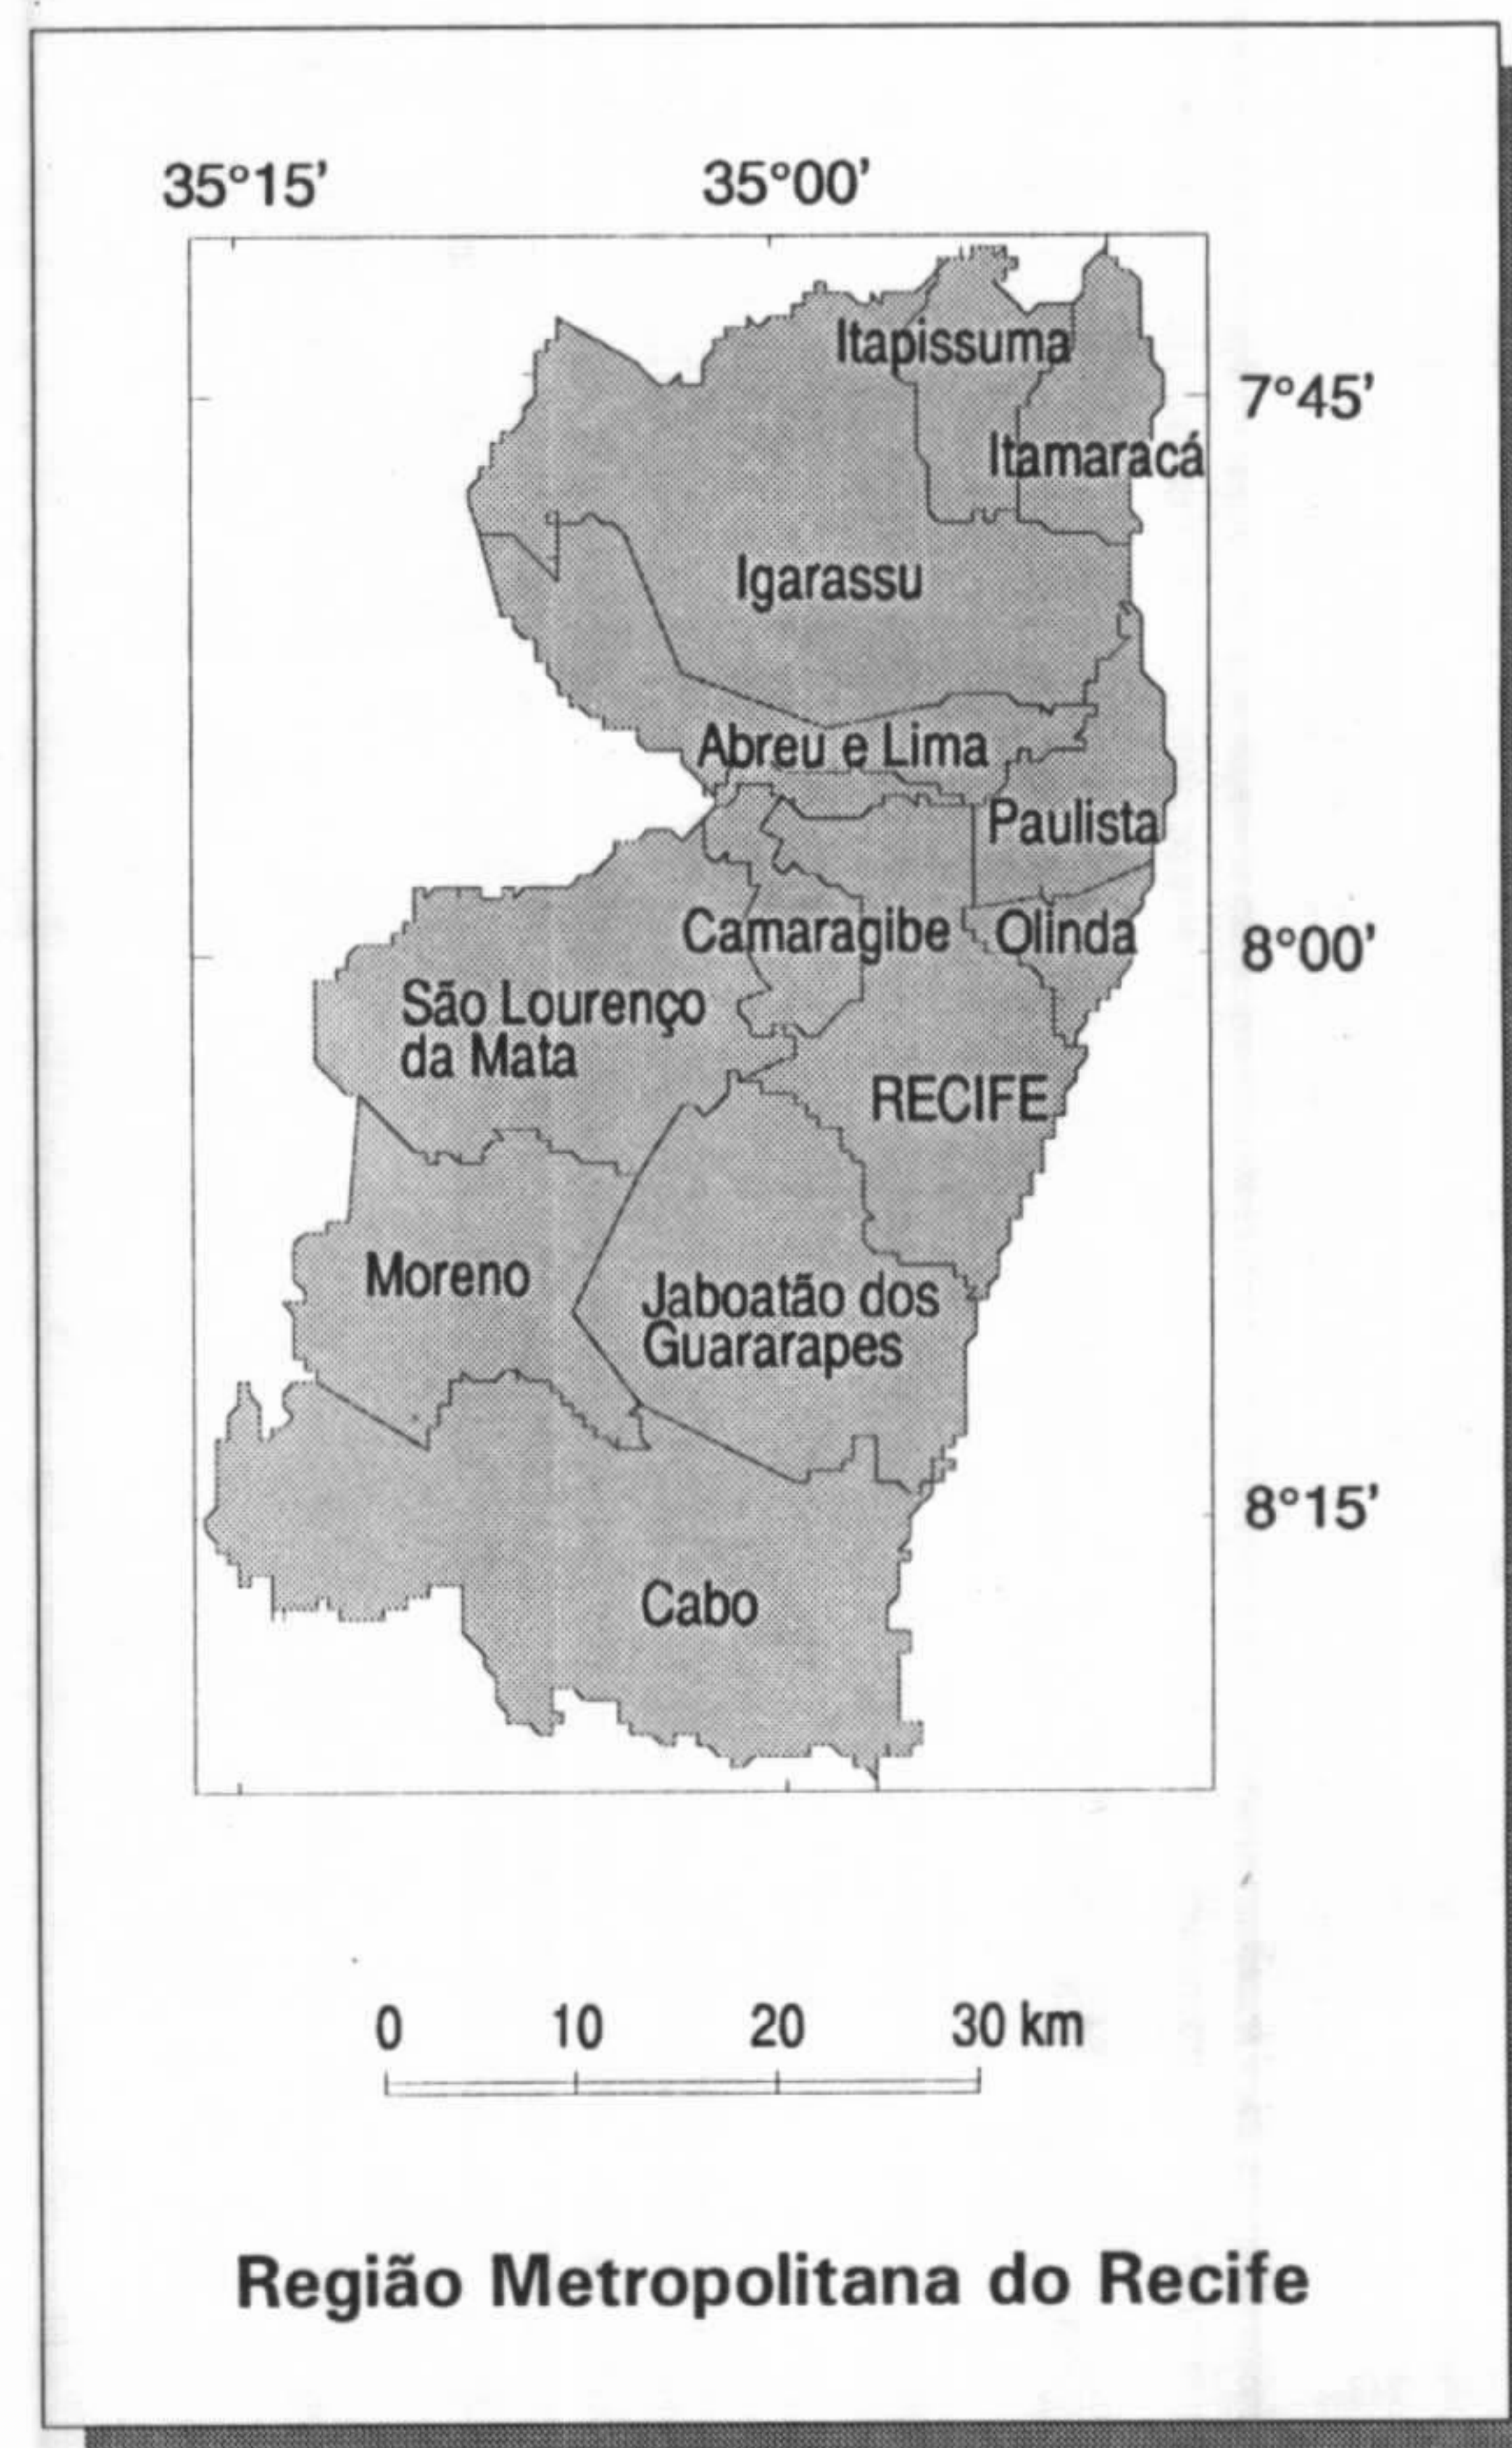 35°15' 35°00'
Itapissuma
7°45'
Itamaracá
Igarassu
Abreu e Lima
Paulista
Camaragibe Olinda
8°00'
São Lourenço
da Mata
RECIFE
Moreno
Jaboatão dos
Guararapes
8°15'
Cabo
0 10 20 30 km
Região Metropolitana do Recife